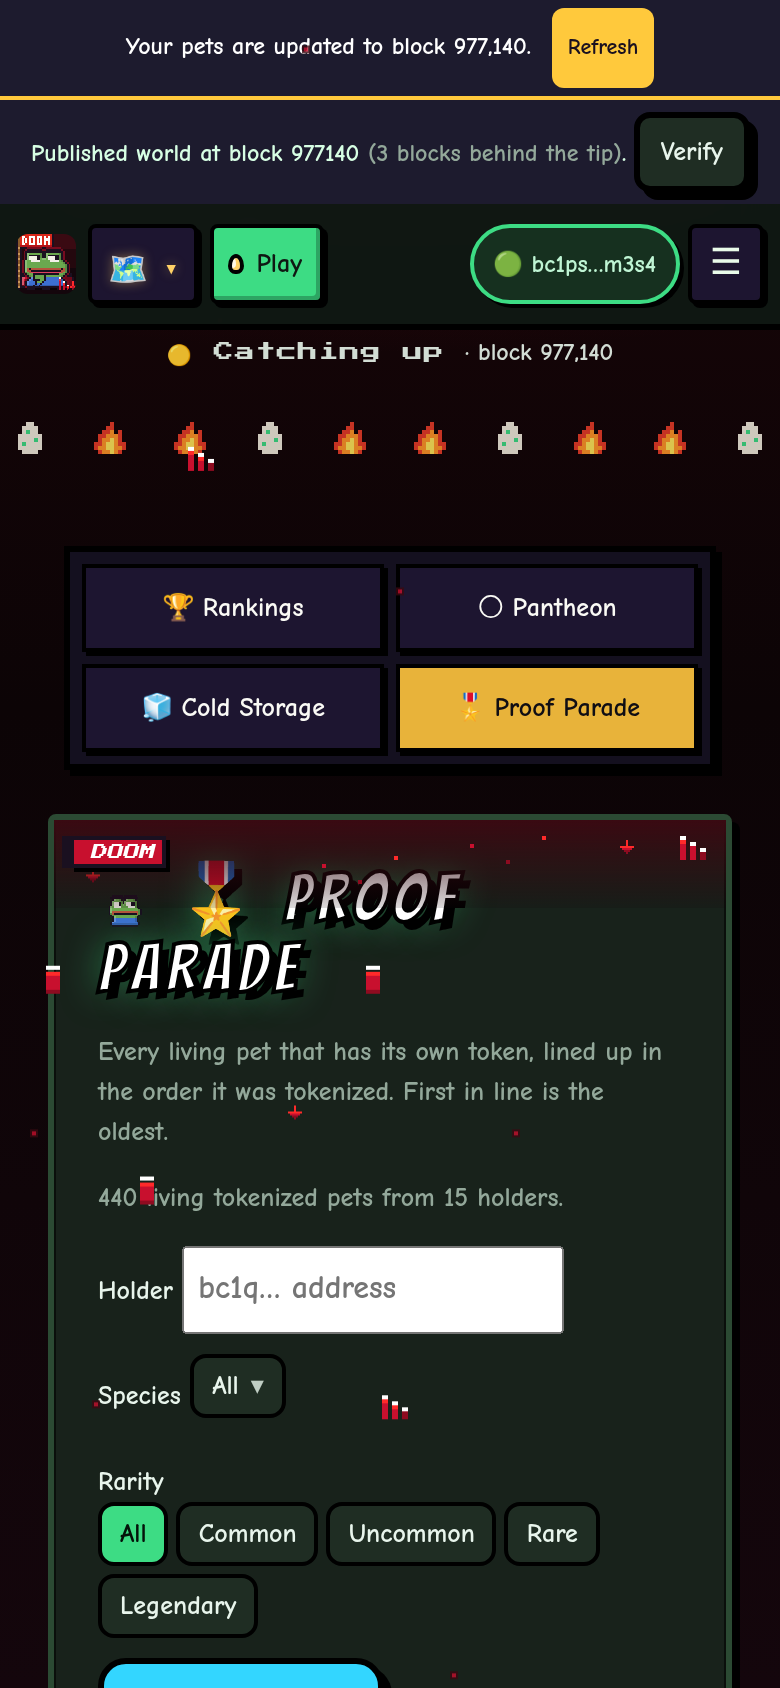 Your pets are updated to block 977,140. Refresh
Published world at block 977140 (3 blocks behind the tip). Verify
DOOM
Play
bc1ps...m3s4
Catching up · block 977,140
Rankings
Pantheon
Cold Storage
Proof Parade
DOOM
PROOF
PARADE
Every living pet that has its own token, lined up in
the order it was tokenized. First in line is the
oldest.
440 living tokenized pets from 15 holders.
Holder bc1q... address
Species All
Rarity
All Common Uncommon Rare
Legendary